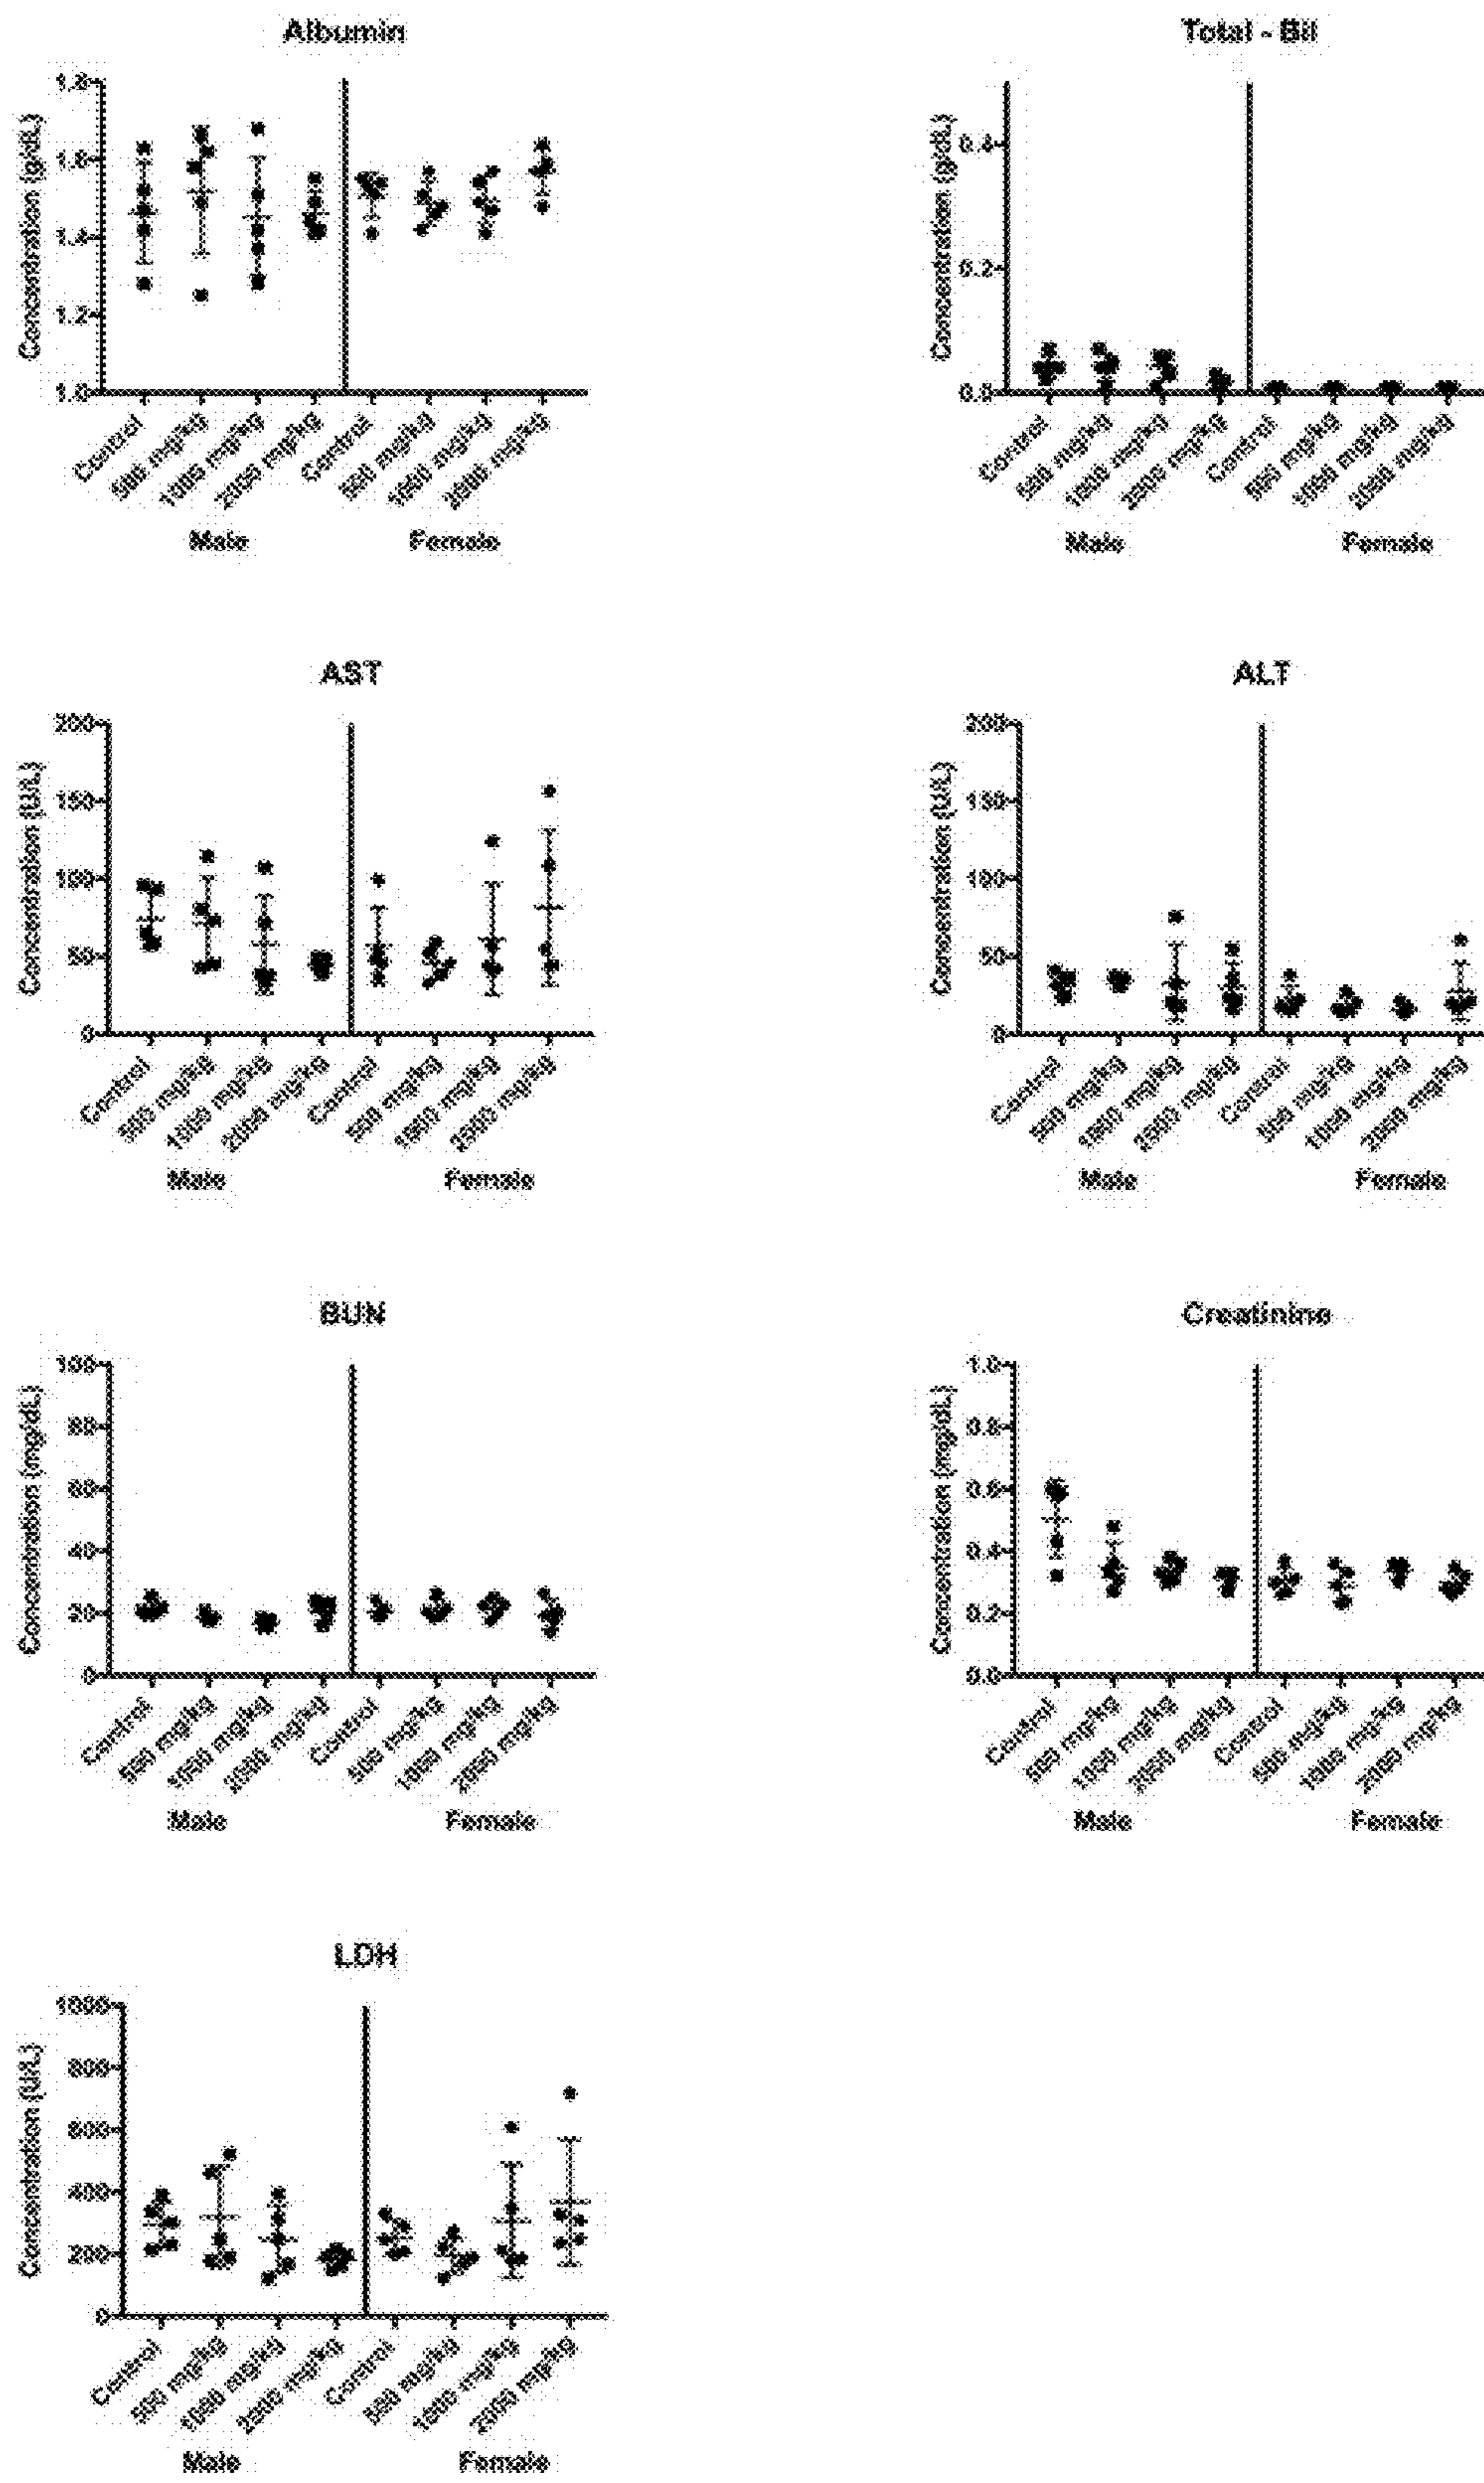 Albumin
Concentration (g/dL)
1.8
1.6
1.4
1.2
1.0
Control
500 mg/kg
1000 mg/kg
2000 mg/kg
Control
500 mg/kg
1000 mg/kg
2000 mg/kg
Male
Female
Total - Bil
Concentration (g/dL)
0.4
0.2
0.0
Control
500 mg/kg
1000 mg/kg
2000 mg/kg
Control
500 mg/kg
1000 mg/kg
2000 mg/kg
Male
Female
AST
Concentration (U/L)
200
150
100
50
0
Control
500 mg/kg
1000 mg/kg
2000 mg/kg
Control
500 mg/kg
1000 mg/kg
2000 mg/kg
Male
Female
ALT
Concentration (U/L)
200
150
100
50
0
Control
500 mg/kg
1000 mg/kg
2000 mg/kg
Control
500 mg/kg
1000 mg/kg
2000 mg/kg
Male
Female
BUN
Concentration (mg/dL)
100
80
60
40
20
0
Control
500 mg/kg
1000 mg/kg
2000 mg/kg
Control
500 mg/kg
1000 mg/kg
2000 mg/kg
Male
Female
Creatinine
Concentration (mg/dL)
1.0
0.8
0.6
0.4
0.2
0.0
Control
500 mg/kg
1000 mg/kg
2000 mg/kg
Control
500 mg/kg
1000 mg/kg
2000 mg/kg
Male
Female
LDH
Concentration (U/L)
1000
800
600
400
200
0
Control
500 mg/kg
1000 mg/kg
2000 mg/kg
Control
500 mg/kg
1000 mg/kg
2000 mg/kg
Male
Female